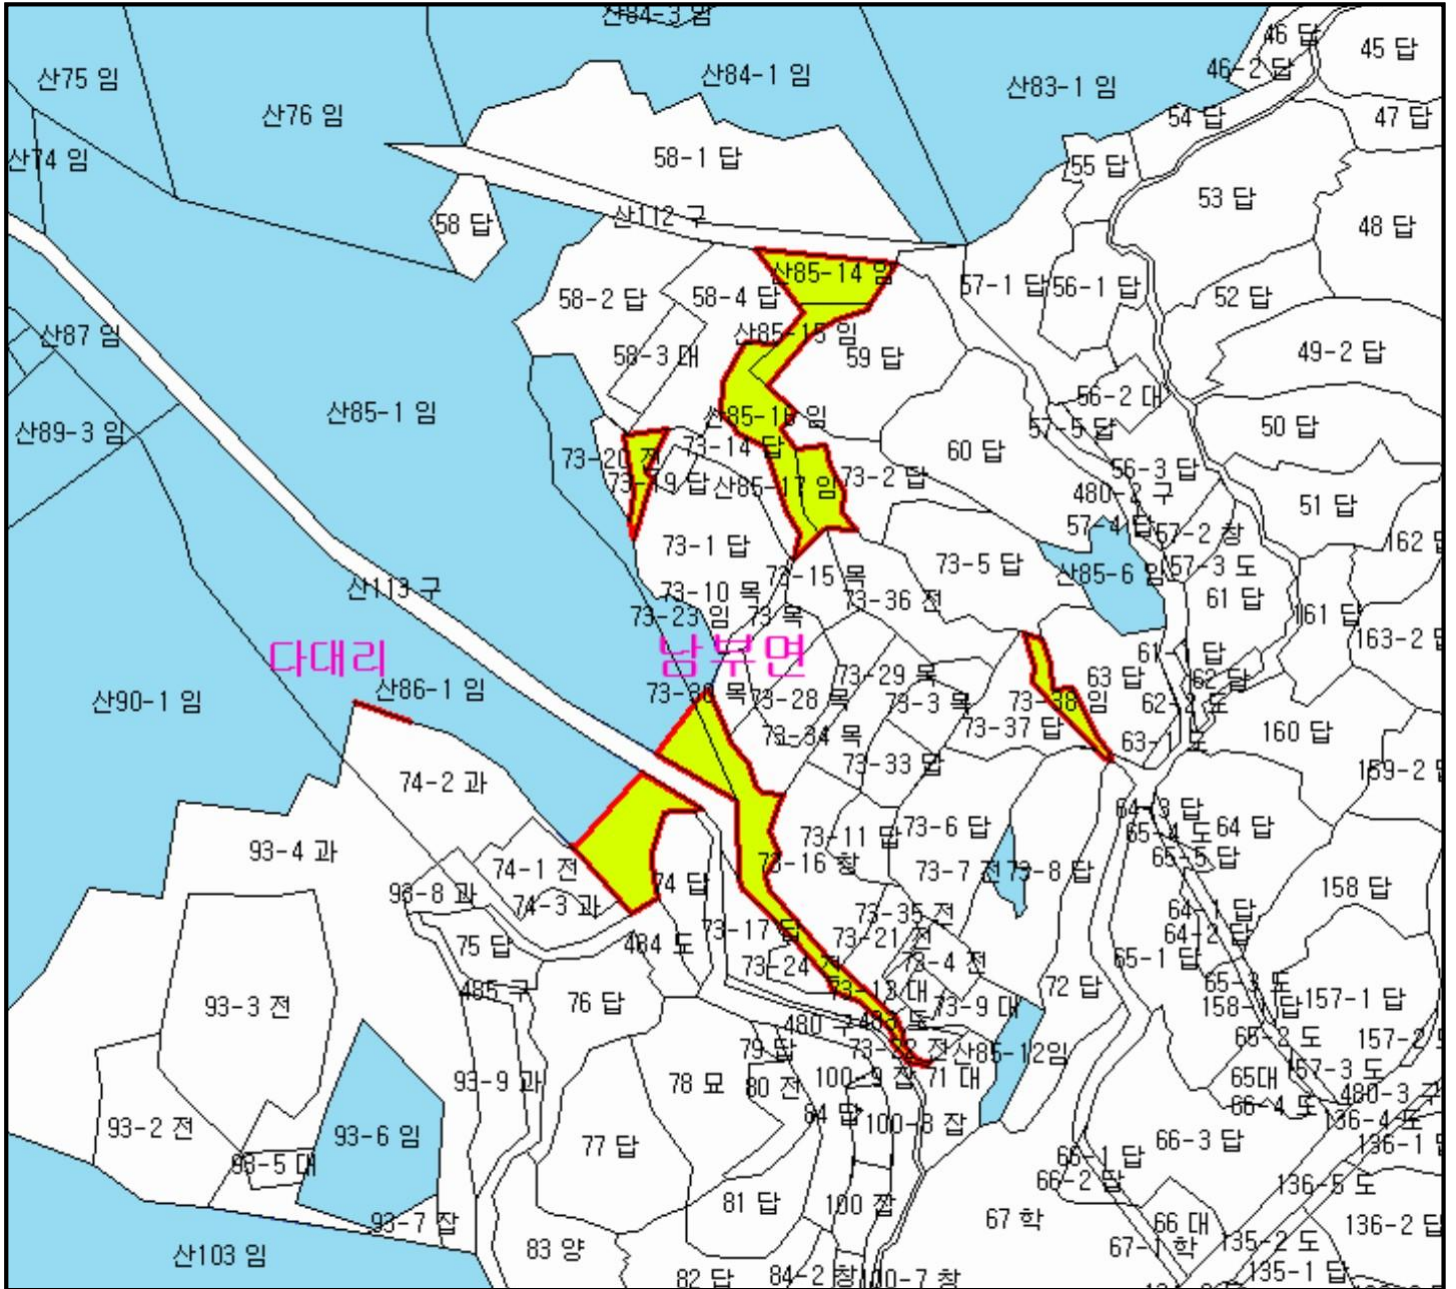 산84-3 임
46 답
45 답
46-2 답
산75 임
산84-1 임
산83-1 임
산76 임
54 답
47 답
산74 임
58-1 답
55 답
53 답
산112 구
58 답
48 답
산85-14 임
57-1 답
56-1 답
58-2 답
58-4 답
52 답
산87 임
산85-15 임
58-3 대
59 답
49-2 답
산85-1 임
56-2 대
산89-3 임
산85-16 임
57-5 답
50 답
73-14 답
60 답
73-20 전
73-19 답
산85-17 임
73-2 답
56-3 답
480-2 구
51 답
57-4 답
57-2 창
73-1 답
162
산113 구
73-15 목
73-5 답
산85-6 임
57-3 도
73-10 목
73-36 전
61 답
73-23 임
73 목
161 답
163-2
다대리
남부면
61-1 답
산86-1 임
73-29 목
63 답
62 답
산90-1 임
73-30 목
73-28 목
73-3 목
73-38 임
62-2 도
73-34 목
73-37 답
63-1 도
160 답
73-33 답
159-2
74-2 과
64-3 답
93-4 과
73-11 답
73-6 답
65-4 도
64 답
74-1 전
73-16 창
73-7 전
73-8 답
65-5 답
93-8 과
74 답
158 답
74-3 과
73-35 전
64-1 답
75 답
484 도
73-17 답
73-21 전
64-2 답
73-24 전
73-4 전
65-1 답
485 구
73-13 대
72 답
65-3 도
93-3 전
76 답
73-9 대
158-1 답
157-1 답
480 구
483 도
65-2 도
157-2
79 답
73-22 전
산85-12임
157-3 도
93-9 과
78 묘
80 전
100-9 잡
71 대
65대
480-3 구
66-4 도
93-2 전
93-6 임
84 답
100-8 잡
136-4 도
77 답
66-3 답
136-1
93-5 대
66-1 답
66-2 답
136-5 도
81 답
100 잡
93-7 잡
67 학
66 대
136-2 답
산103 임
83 양
67-1 학
135-2 도
82 답
84-2 창
100-7 창
135-1 답